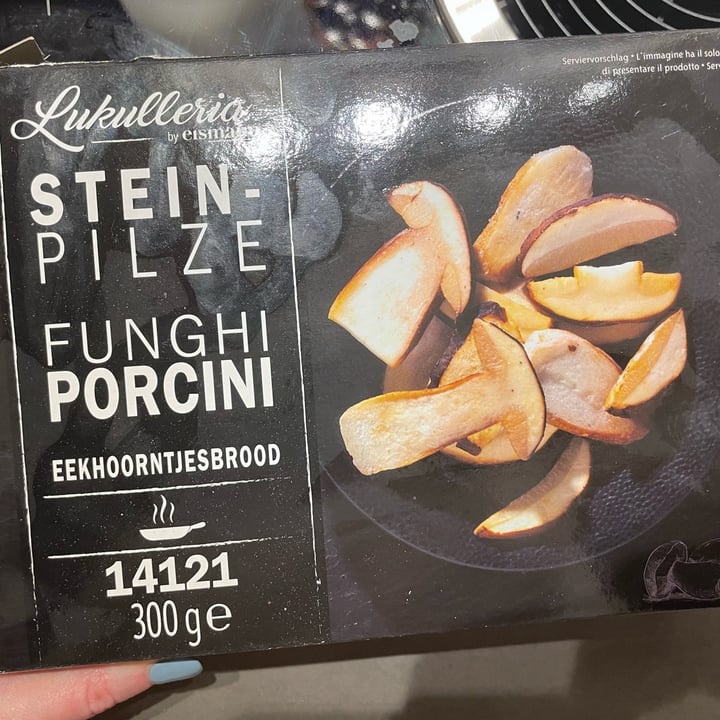 Serviervorschlag • L'immagine ha il solo
di presentare il prodotto •
Lukulleria
by eismann
STEIN-
PILZE
FUNGHI
PORCINI
EEKHOORNTJESBROOD
14121
300 g e